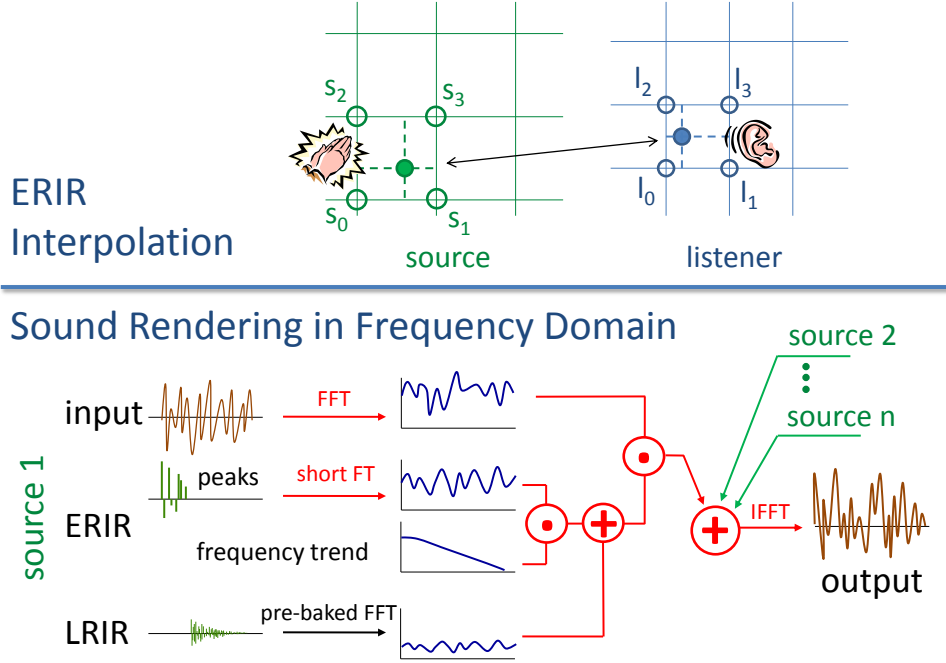 s₂
s₃
s₀
s₁
source
l₂
l₃
l₀
l₁
listener
ERIR
Interpolation
Sound Rendering in Frequency Domain
source 1
input
FFT
peaks
short FT
ERIR
frequency trend
LRIR
pre-baked FFT
source 2
source n
IFFT
output